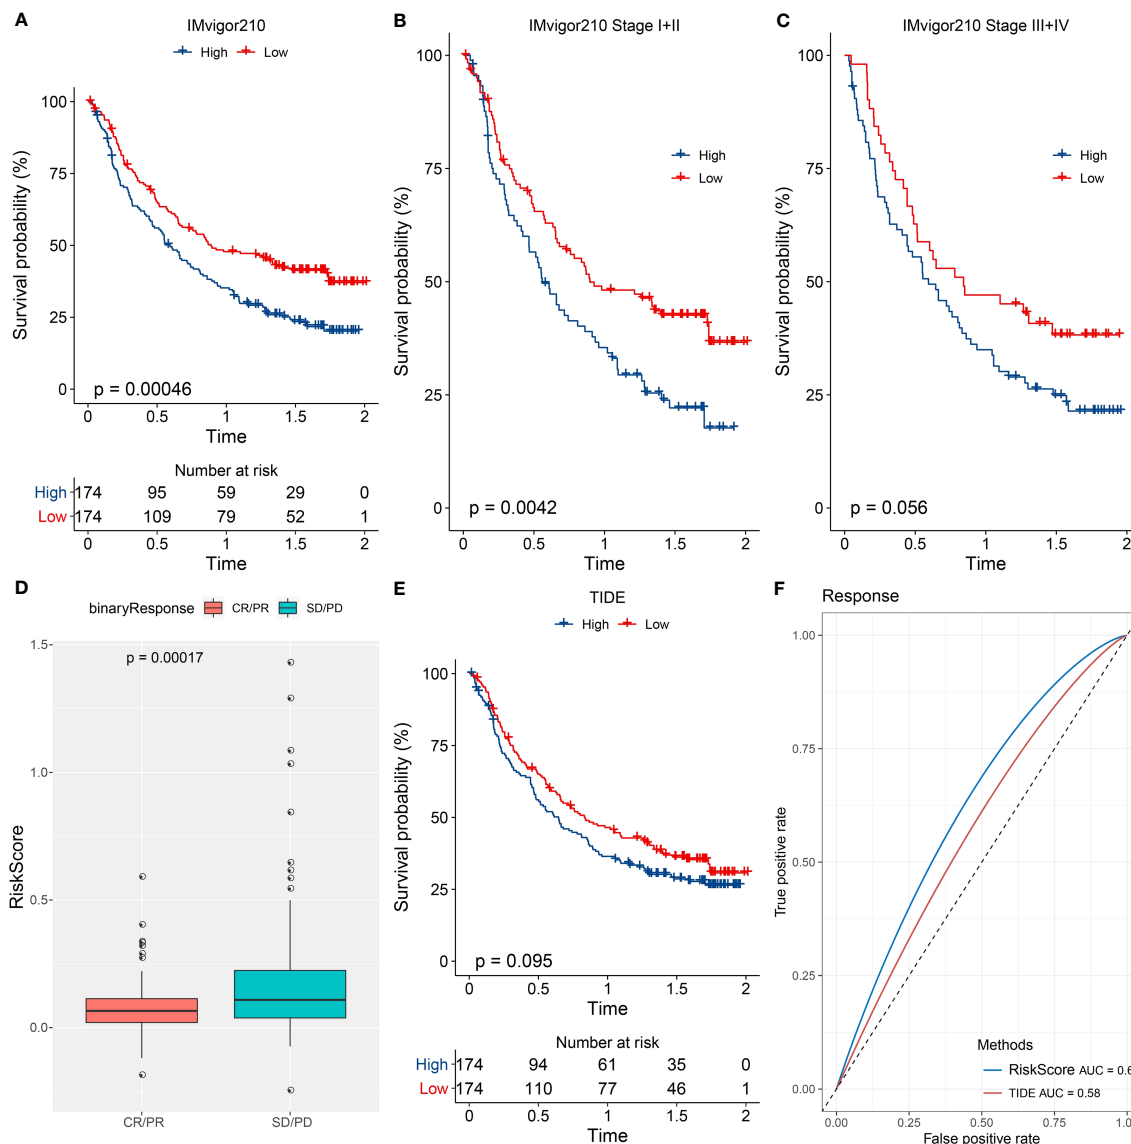 A
IMvigor210
High Low
Survival probability (%)
100
75
50
25
0
p = 0.00046
0 0.5 1 1.5 2
Time
Number at risk
High 174 95 59 29 0
Low 174 109 79 52 1
0 0.5 1 1.5 2
Time
B
IMvigor210 Stage I+II
High
Low
Survival probability (%)
100
75
50
25
0
p = 0.0042
0 0.5 1 1.5 2
Time
C
IMvigor210 Stage III+IV
High
Low
Survival probability (%)
100
75
50
25
0
p = 0.056
0 0.5 1 1.5 2
Time
D
binaryResponse CR/PR SD/PD
p = 0.00017
RiskScore
1.5
1.0
0.5
0.0
CR/PR SD/PD
E
TIDE
High Low
Survival probability (%)
100
75
50
25
0
p = 0.095
0 0.5 1 1.5 2
Time
Number at risk
High 174 94 61 35 0
Low 174 110 77 46 1
0 0.5 1 1.5 2
Time
F
Response
True positive rate
1.00
0.75
0.50
0.25
0.00
Methods
RiskScore AUC = 0.6
TIDE AUC = 0.58
0.00 0.25 0.50 0.75 1.0
False positive rate